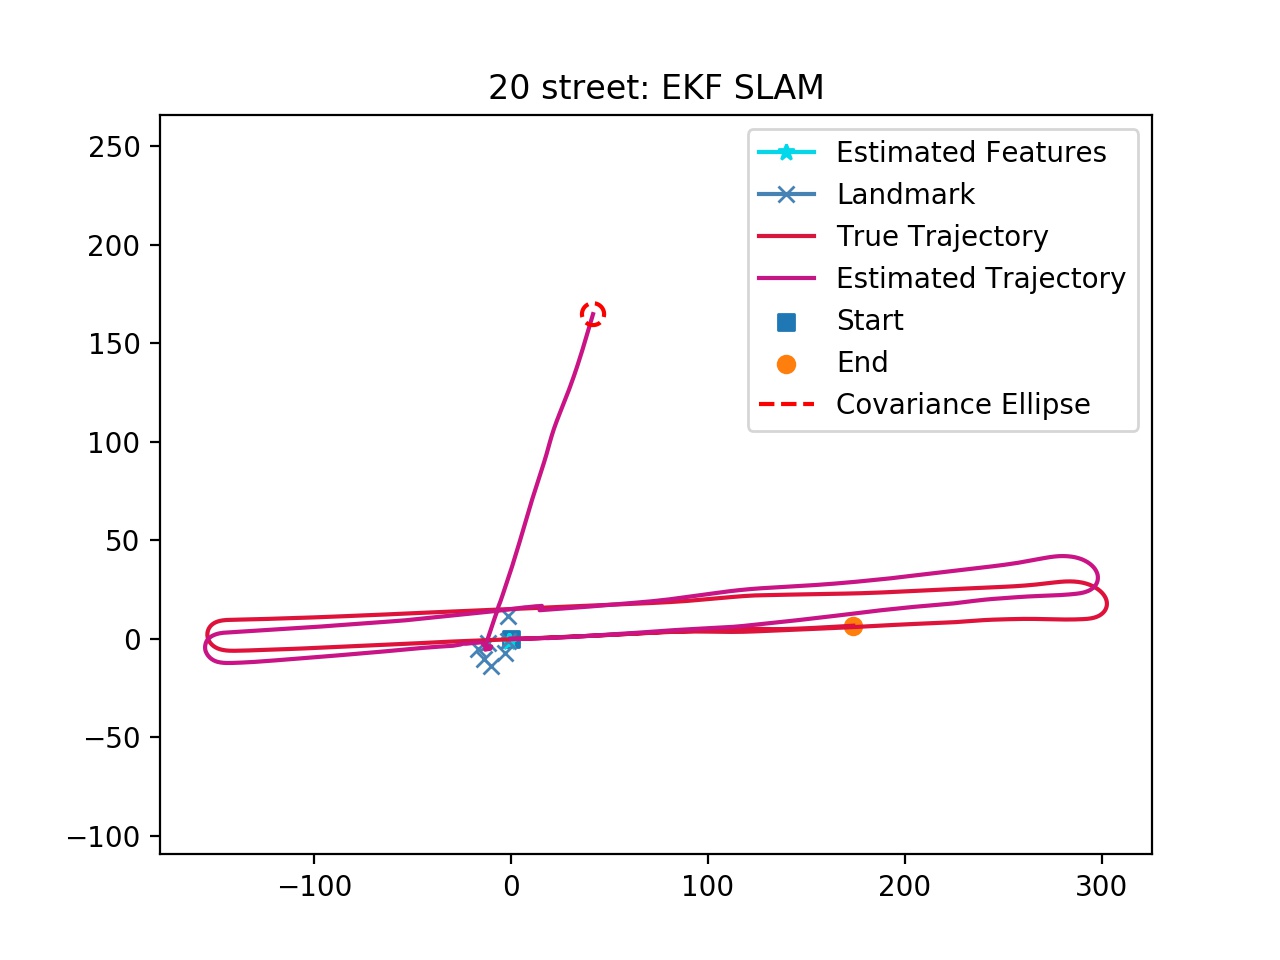 20 street: EKF SLAM
250
200
150
100
50
0
−50
−100
Estimated Features
Landmark
True Trajectory
Estimated Trajectory
Start
End
Covariance Ellipse
−100 0 100 200 300